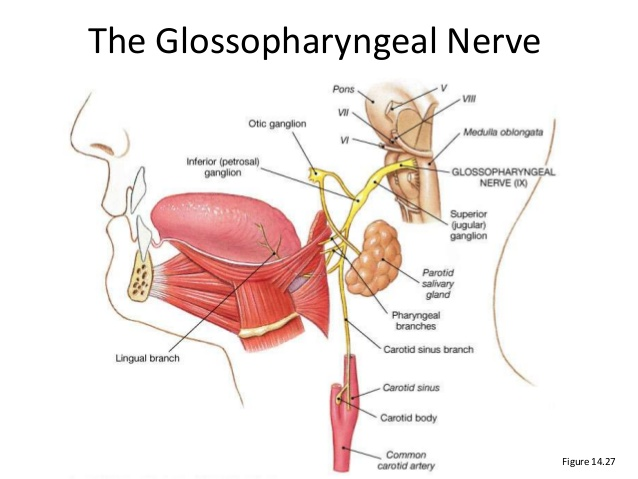 The Glossopharyngeal Nerve
Pons
V
VIII
VII
Otic ganglion
Medulla oblongata
VI
Inferior (petrosal)
ganglion
GLOSSOPHARYNGEAL
NERVE (IX)
Superior
(jugular)
ganglion
Parotid
salivary
gland
Pharyngeal
branches
Carotid sinus branch
Lingual branch
Carotid sinus
Carotid body
Common
carotid artery
Figure 14.27